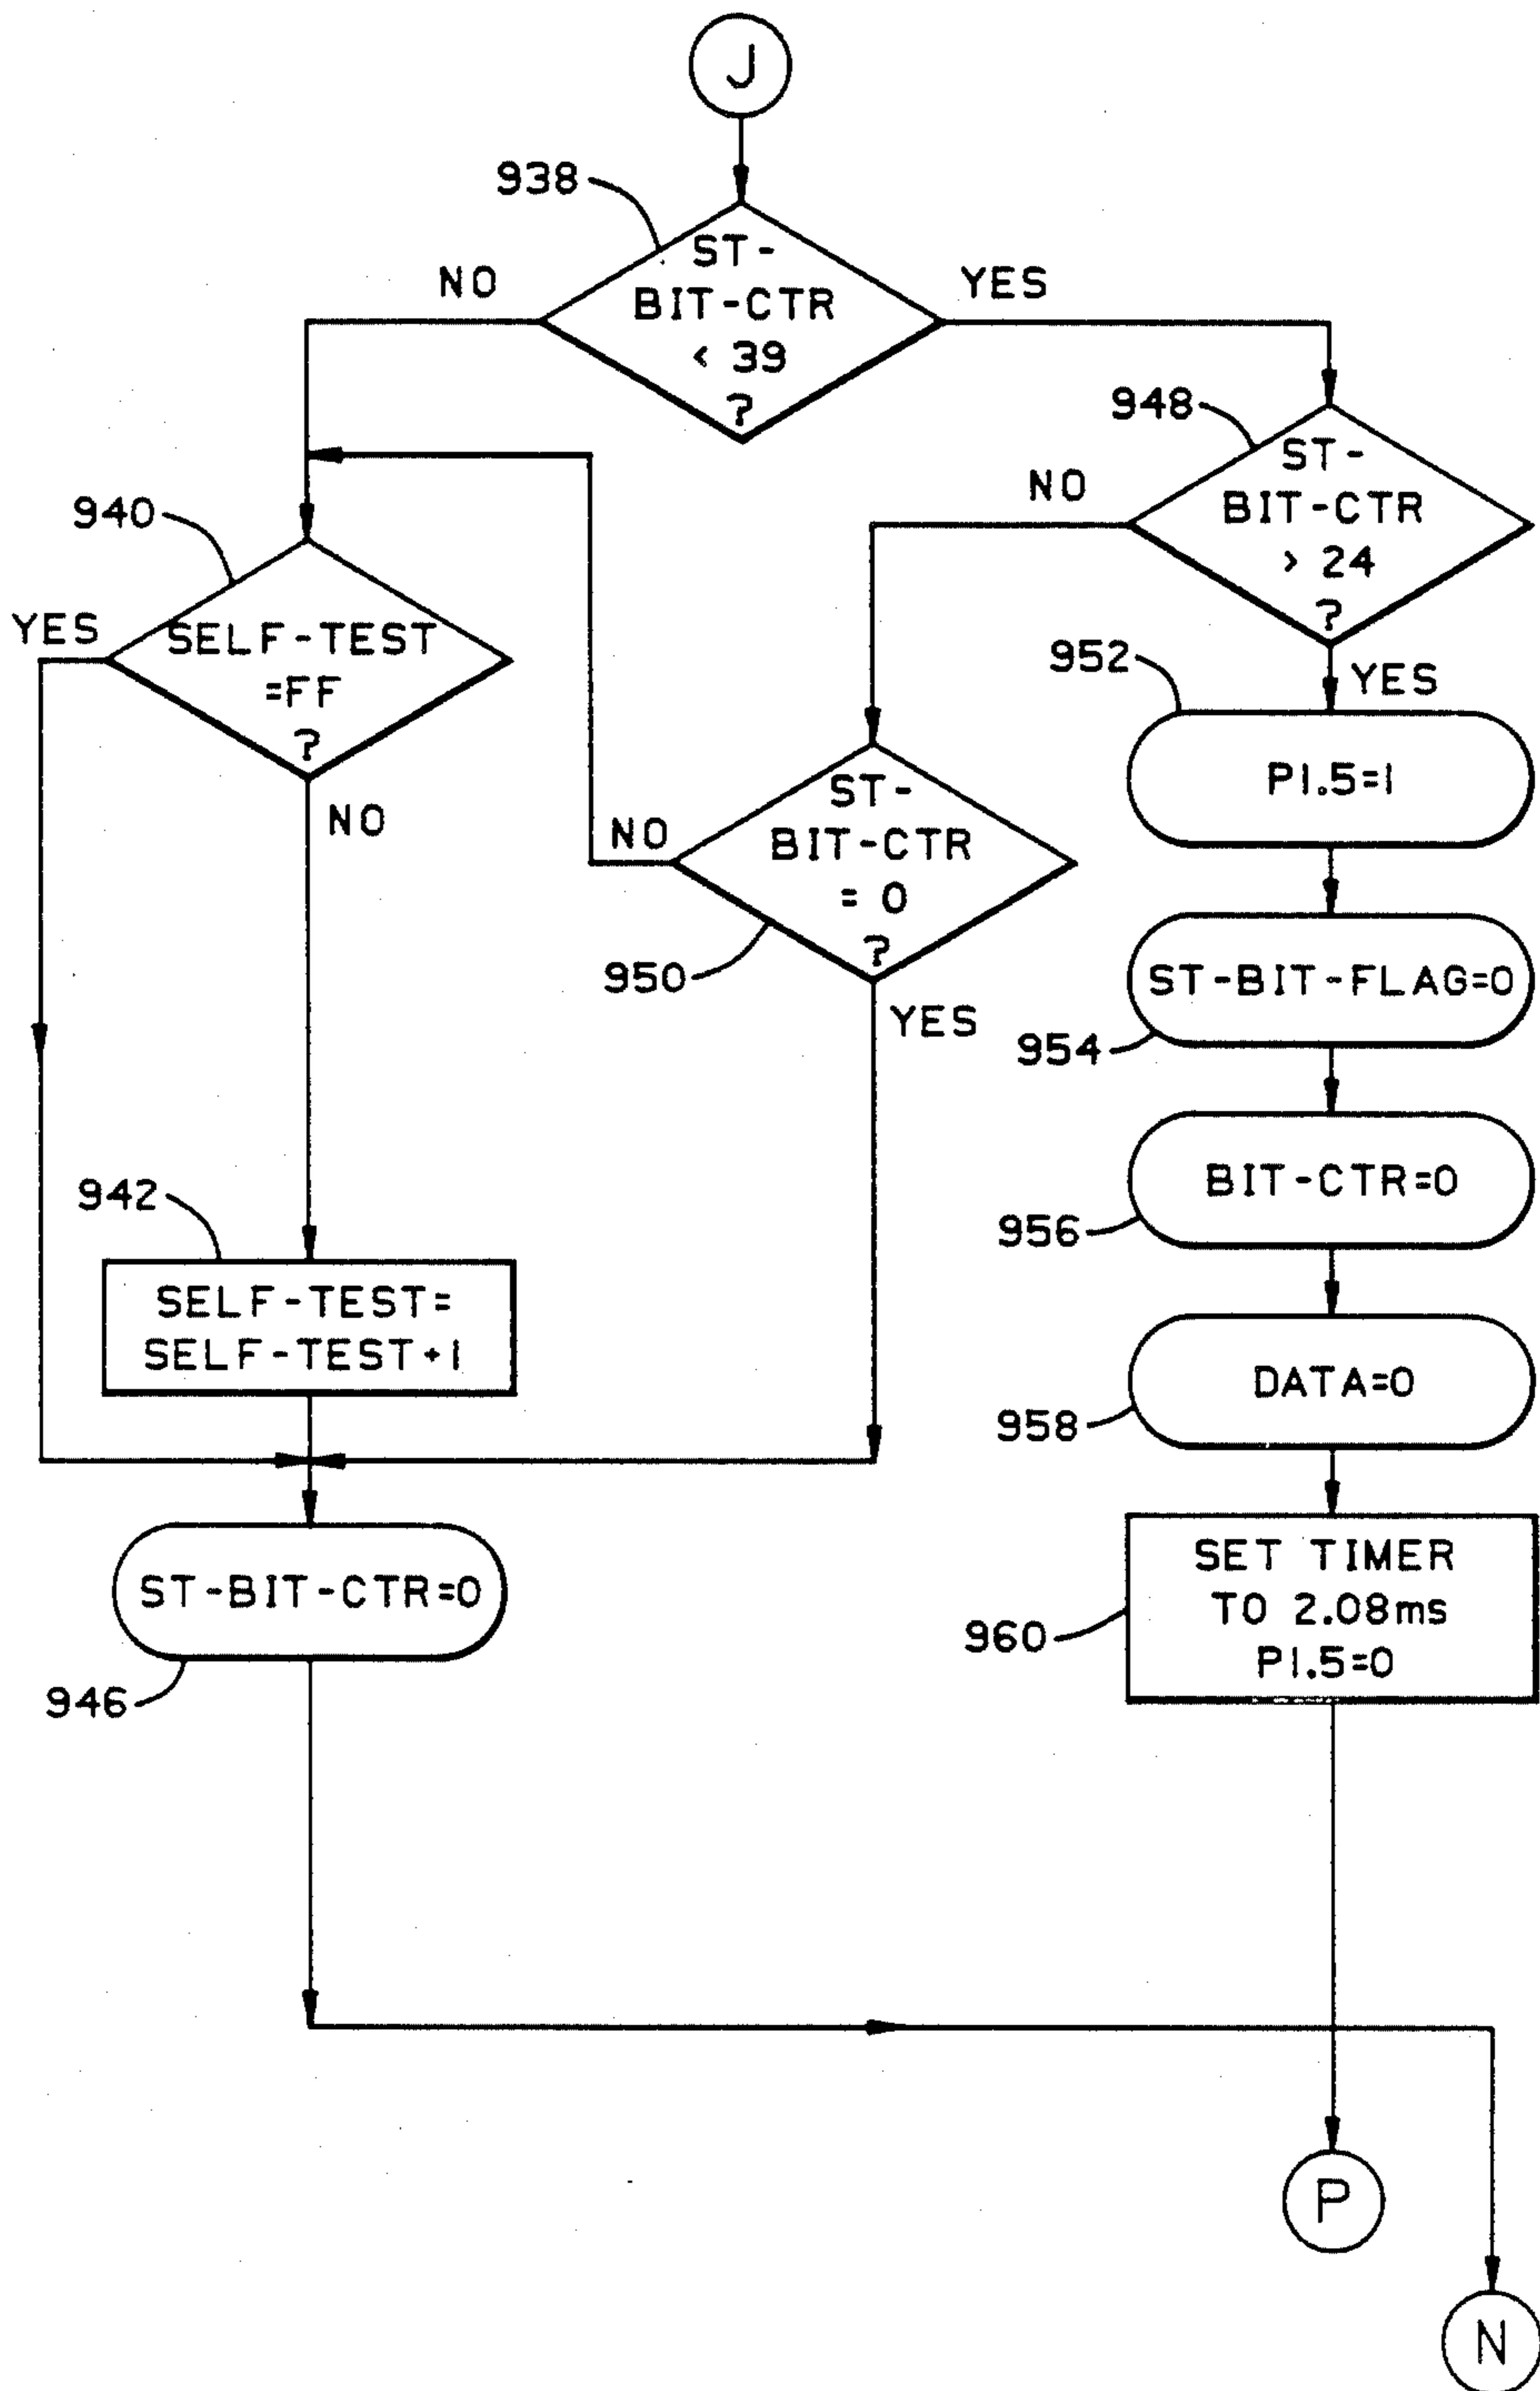 J
938
ST-
BIT-CTR
< 39
?
NO
YES
948
ST-
BIT-CTR
> 24
?
NO
YES
940
SELF-TEST
=FF
?
YES
NO
ST-
BIT-CTR
= 0
?
NO
YES
950
952
P1.5=1
ST-BIT-FLAG=0
954
BIT-CTR=0
956
DATA=0
958
942
SELF-TEST=
SELF-TEST+1
ST-BIT-CTR=0
946
SET TIMER
TO 2.08ms
P1.5=0
960
P
N